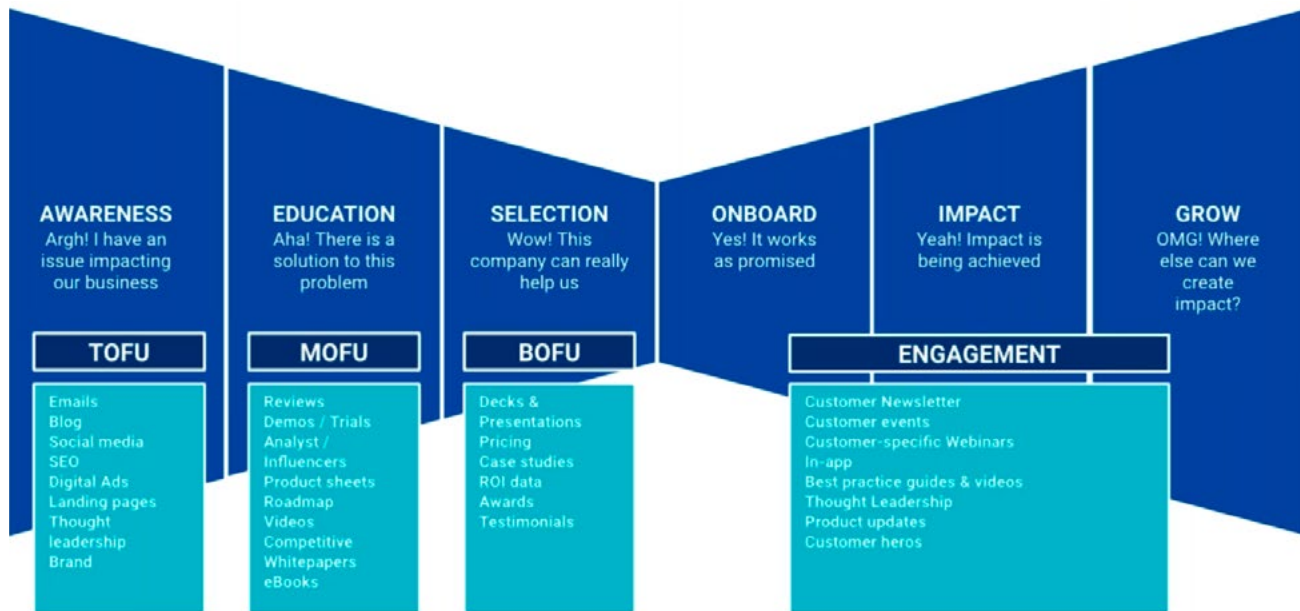 AWARENESS
Argh! I have an
issue impacting
our business
EDUCATION
Aha! There is a
solution to this
problem
SELECTION
Wow! This
company can really
help us
ONBOARD
Yes! It works
as promised
IMPACT
Yeah! Impact is
being achieved
GROW
OMG! Where
else can we
create
impact?
TOFU
Emails
Blog
Social media
SEO
Digital Ads
Landing pages
Thought
leadership
Brand
MOFU
Reviews
Demos / Trials
Analyst /
Influencers
Product sheets
Roadmap
Videos
Competitive
Whitepapers
eBooks
BOFU
Decks &
Presentations
Pricing
Case studies
ROI data
Awards
Testimonials
ENGAGEMENT
Customer Newsletter
Customer events
Customer-specific Webinars
In-app
Best practice guides & videos
Thought Leadership
Product updates
Customer heros